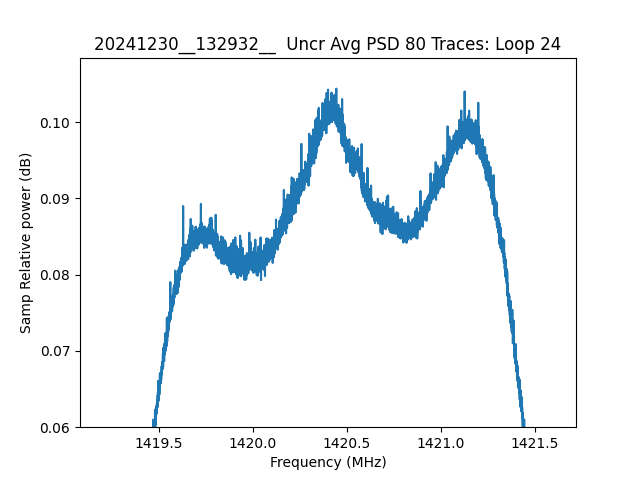 20241230__132932__  Uncr Avg PSD 80 Traces: Loop 24
Samp Relative power (dB)
0.10
0.09
0.08
0.07
0.06
1419.5 1420.0 1420.5 1421.0 1421.5
Frequency (MHz)